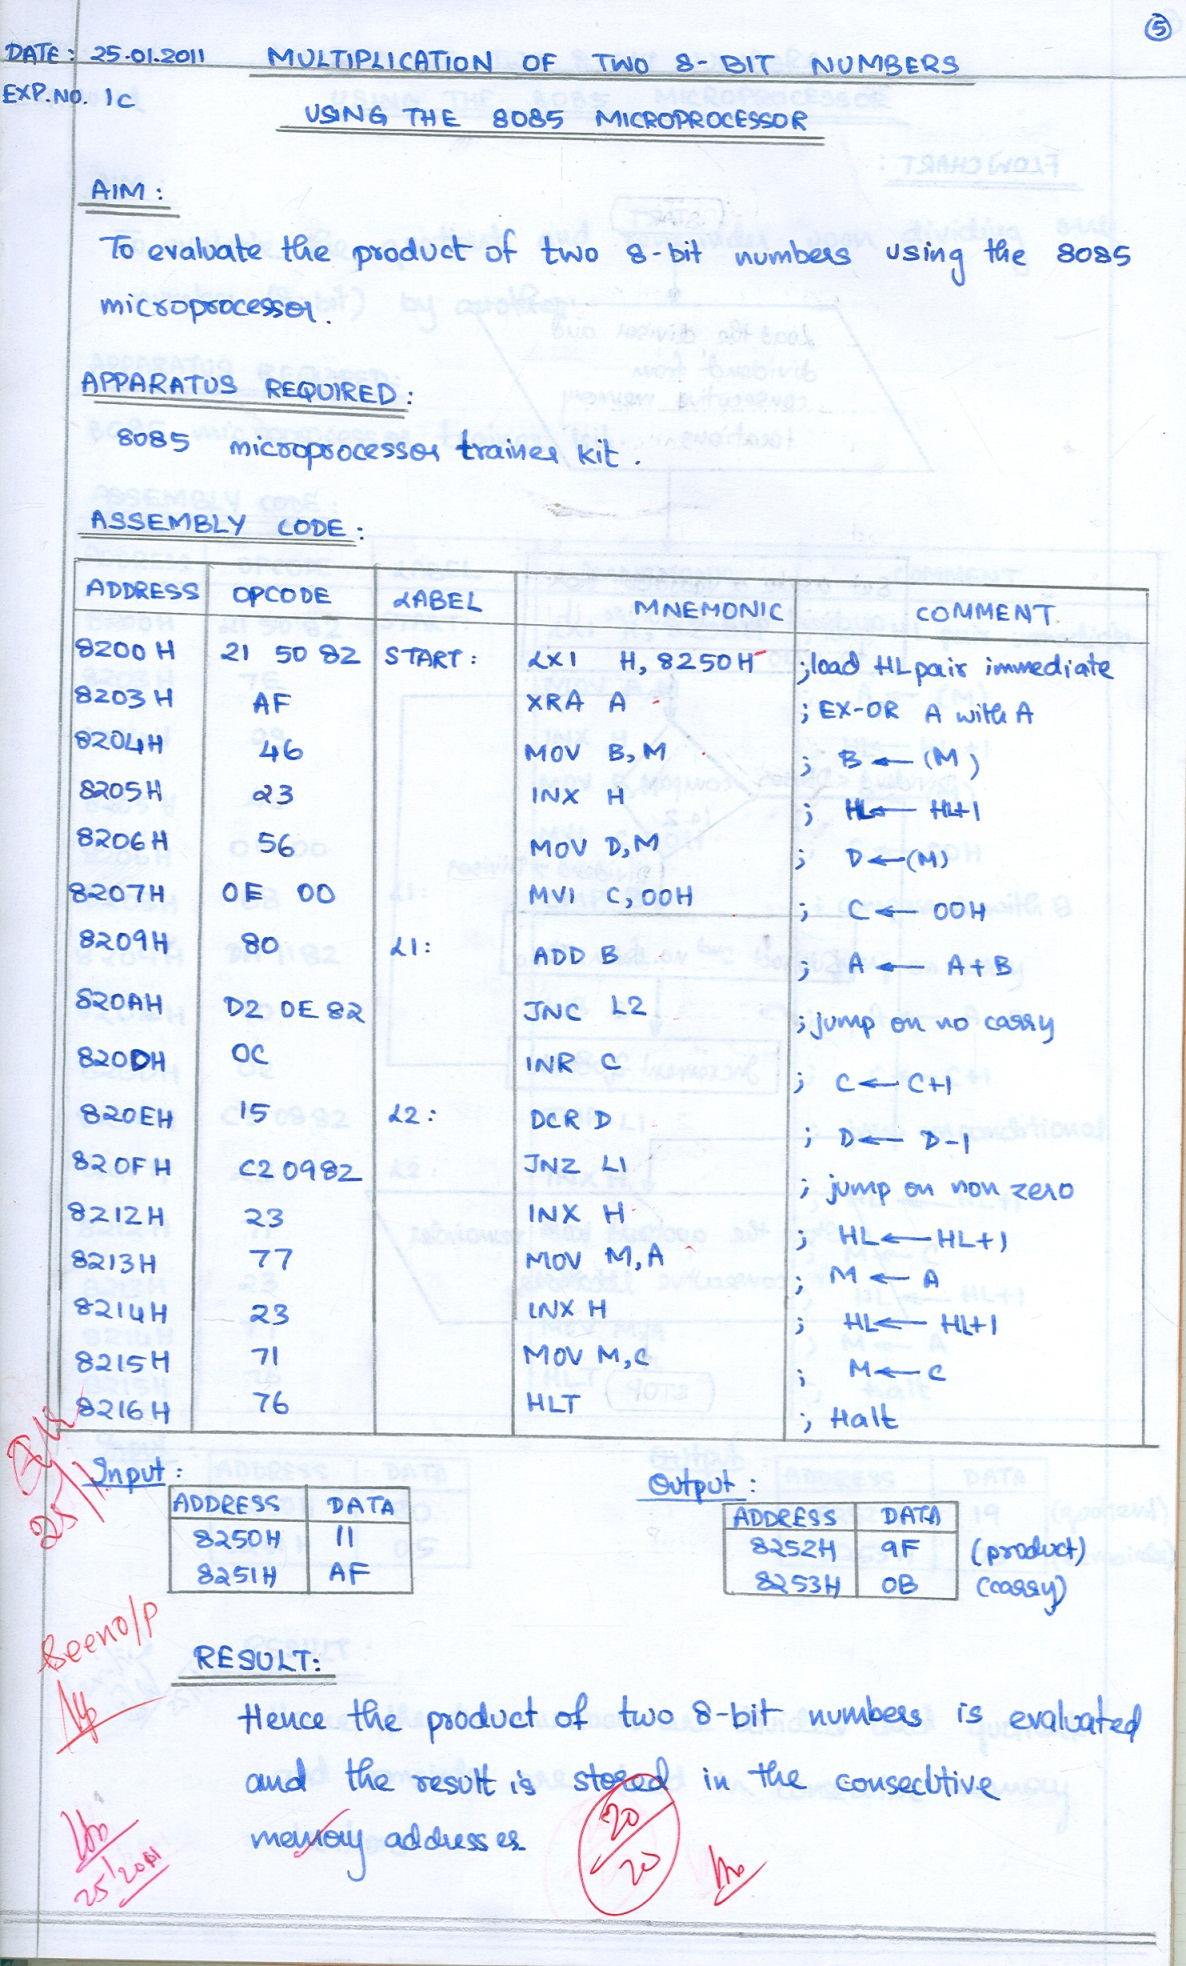 5
DATE: 25.01.2011 MULTIPLICATION OF TWO 8-BIT NUMBERS
EXP.NO. 1c USING THE 8085 MICROPROCESSOR
AIM:
To evaluate the product of two 8-bit numbers using the 8085
microprocessor.
APPARATUS REQUIRED:
8085 microprocessor trainer kit.
ASSEMBLY CODE:
ADDRESS OPCODE LABEL MNEMONIC COMMENT
8200H 21 50 82 START: LXI H, 8250H ;load HL pair immediate
8203H AF XRA A ; EX-OR A with A
8204H 46 MOV B,M ; B ← (M)
8205H 23 INX H ; HL ← HL+1
8206H 56 MOV D,M ; D ← (M)
8207H 0E 00 MVI C,00H ; C ← 00H
8209H 80 L1: ADD B ; A ← A+B
820AH D2 0E 82 JNC L2 ; jump on no carry
820DH 0C INR C ; C ← C+1
820EH 15 L2: DCR D ; D ← D-1
820FH C2 09 82 JNZ L1 ; jump on non zero
8212H 23 INX H ; HL ← HL+1
8213H 77 MOV M,A ; M ← A
8214H 23 INX H ; HL ← HL+1
8215H 71 MOV M,C ; M ← C
8216H 76 HLT ; Halt
25/1
Input: Output:
ADDRESS DATA ADDRESS DATA
8250H 11 8252H 9F (product)
8251H AF 8253H 0B (carry)
Seen O/P
RESULT:
Hence the product of two 8-bit numbers is evaluated
and the result is stored in the consecutive
memory addresses.
20/20
25/1/2011